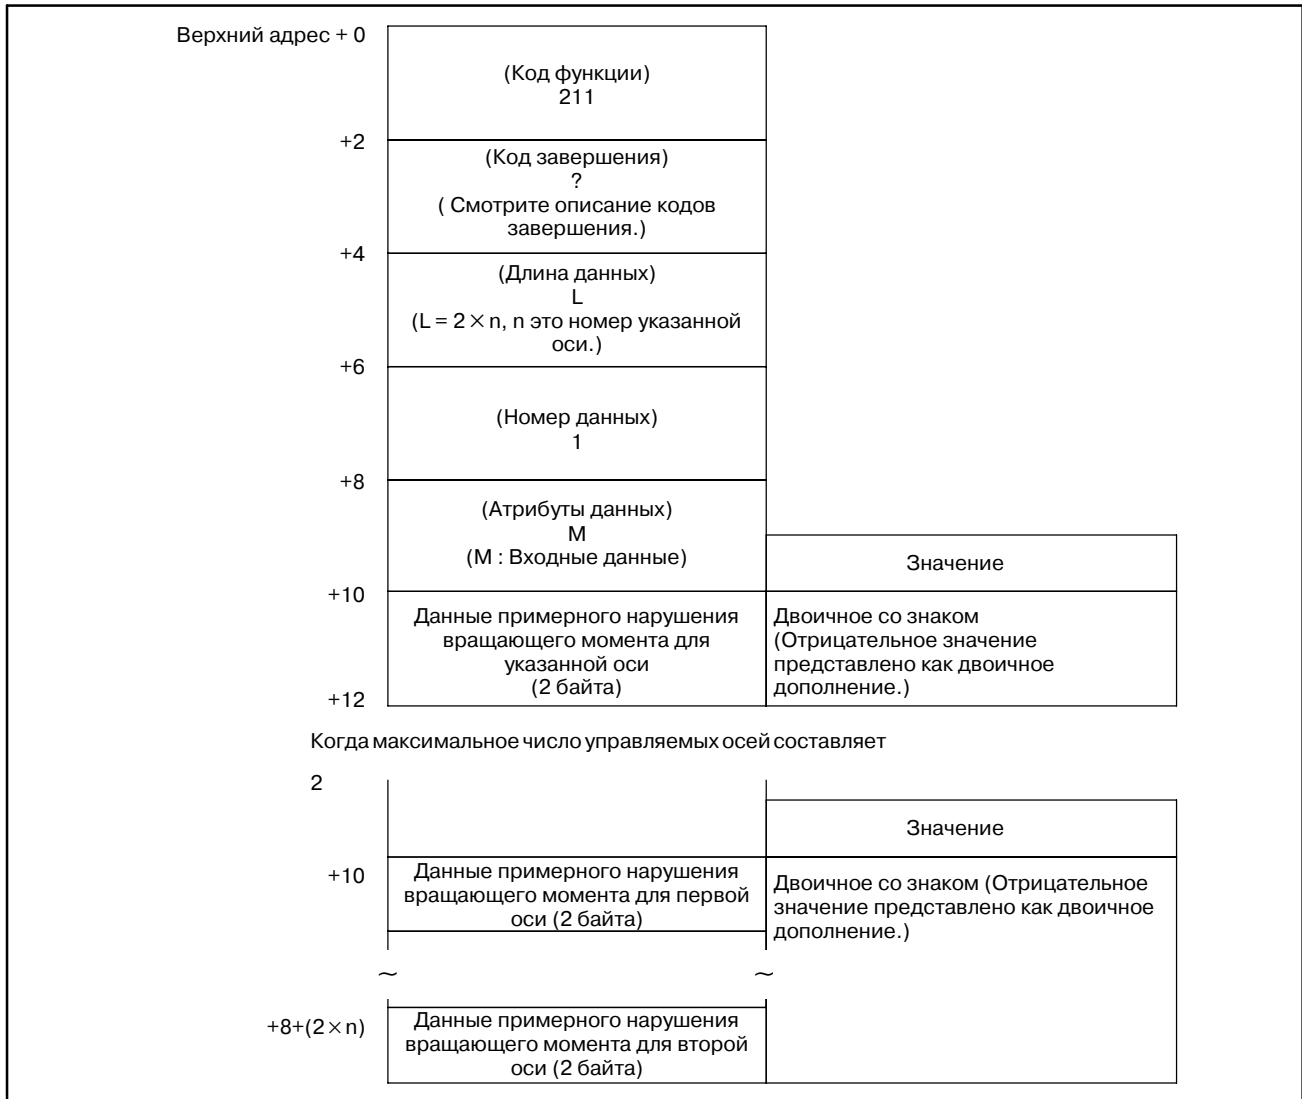 Верхний адрес + 0
(Код функции)
211
+2
(Код завершения)
?
( Смотрите описание кодов
завершения.)
+4
(Длина данных)
L
(L = 2 × n, n это номер указанной
оси.)
+6
(Номер данных)
1
+8
(Атрибуты данных)
M
(M : Входные данные)
Значение
+10
Данные примерного нарушения
вращающего момента для
указанной оси
(2 байта)
Двоичное со знаком
(Отрицательное значение
представлено как двоичное
дополнение.)
+12
Когда максимальное число управляемых осей составляет
2
Значение
+10
Данные примерного нарушения
вращающего момента для первой
оси (2 байта)
Двоичное со знаком (Отрицательное
значение представлено как двоичное
дополнение.)
~ ~
+8+(2 × n)
Данные примерного нарушения
вращающего момента для второй
оси (2 байта)